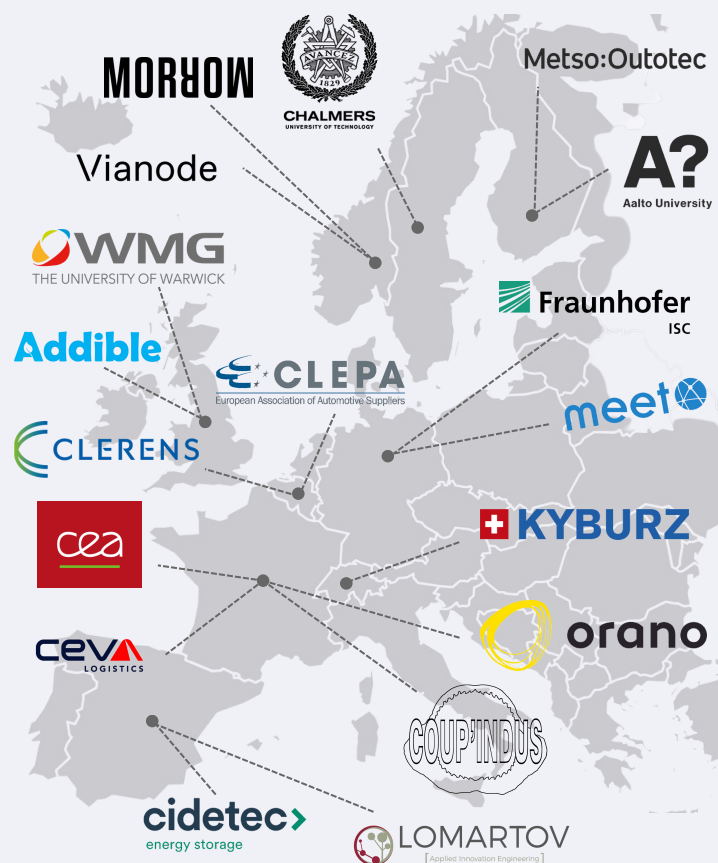 MORROW
AVANCEZ
1829
CHALMERS
UNIVERSITY OF TECHNOLOGY
Metso:Outotec
Vianode
A?
Aalto University
WMG
THE UNIVERSITY OF WARWICK
Fraunhofer
ISC
Addible
CLEPA
European Association of Automotive Suppliers
meet
CLERENS
cea
KYBURZ
orano
CEVA
LOGISTICS
COUP'INDUS
cidetec>
energy storage
LOMARTOV
[Applied Innovation Engineering]